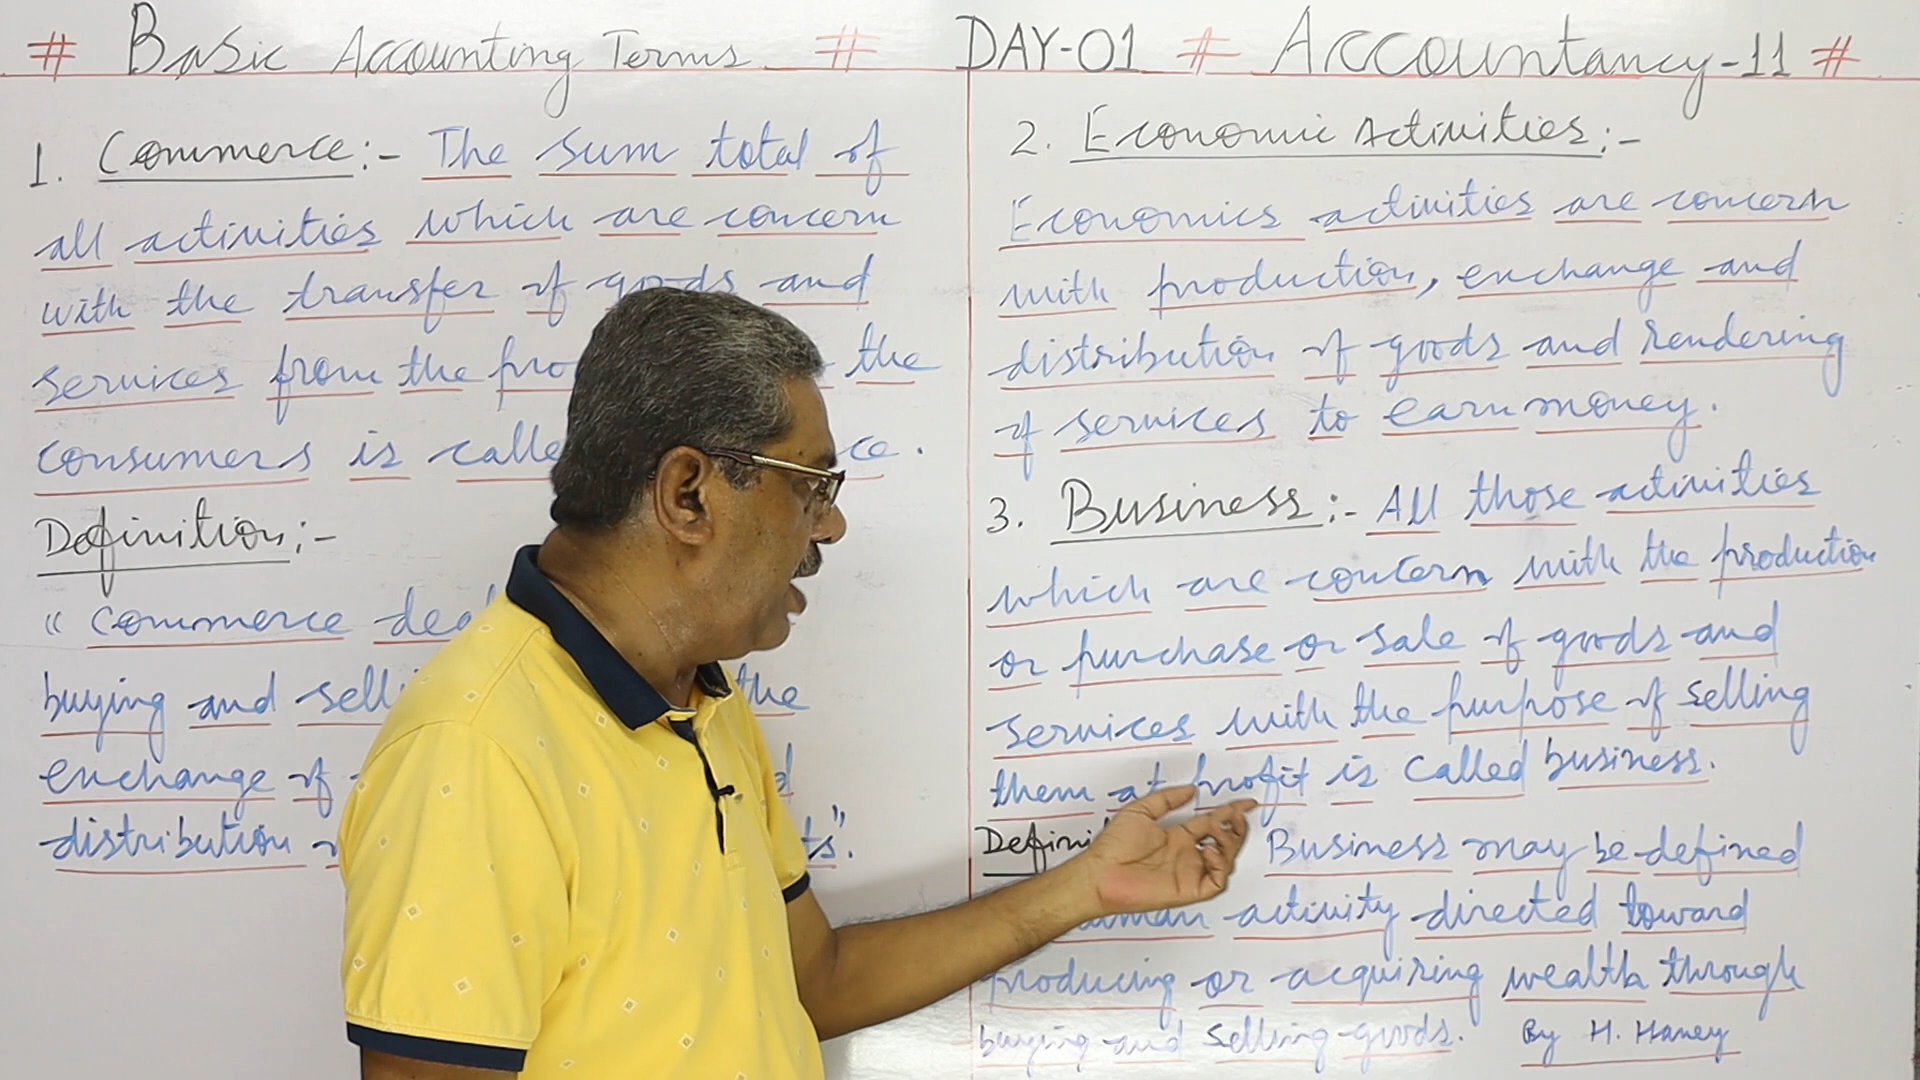 # Basic Accounting Terms # DAY-01 # Accountancy-11 #
1. Commerce:- The sum total of
all activities which are concern
with the transfer of goods and
services from the the
consumers is
Definition:-
" Commerce
buying and the
exchange of
distribution
2. Economic Activities:-
Economics activities are concern
with production, exchange and
distribution of goods and rendering
of services to earn money.
3. Business:- All those activities
which are concern with the production
or purchase or sale of goods and
services with the purpose of selling
them at profit is called business.
Business may be defined
activity directed toward
producing or acquiring wealth through
buying and selling goods. By H. Haney